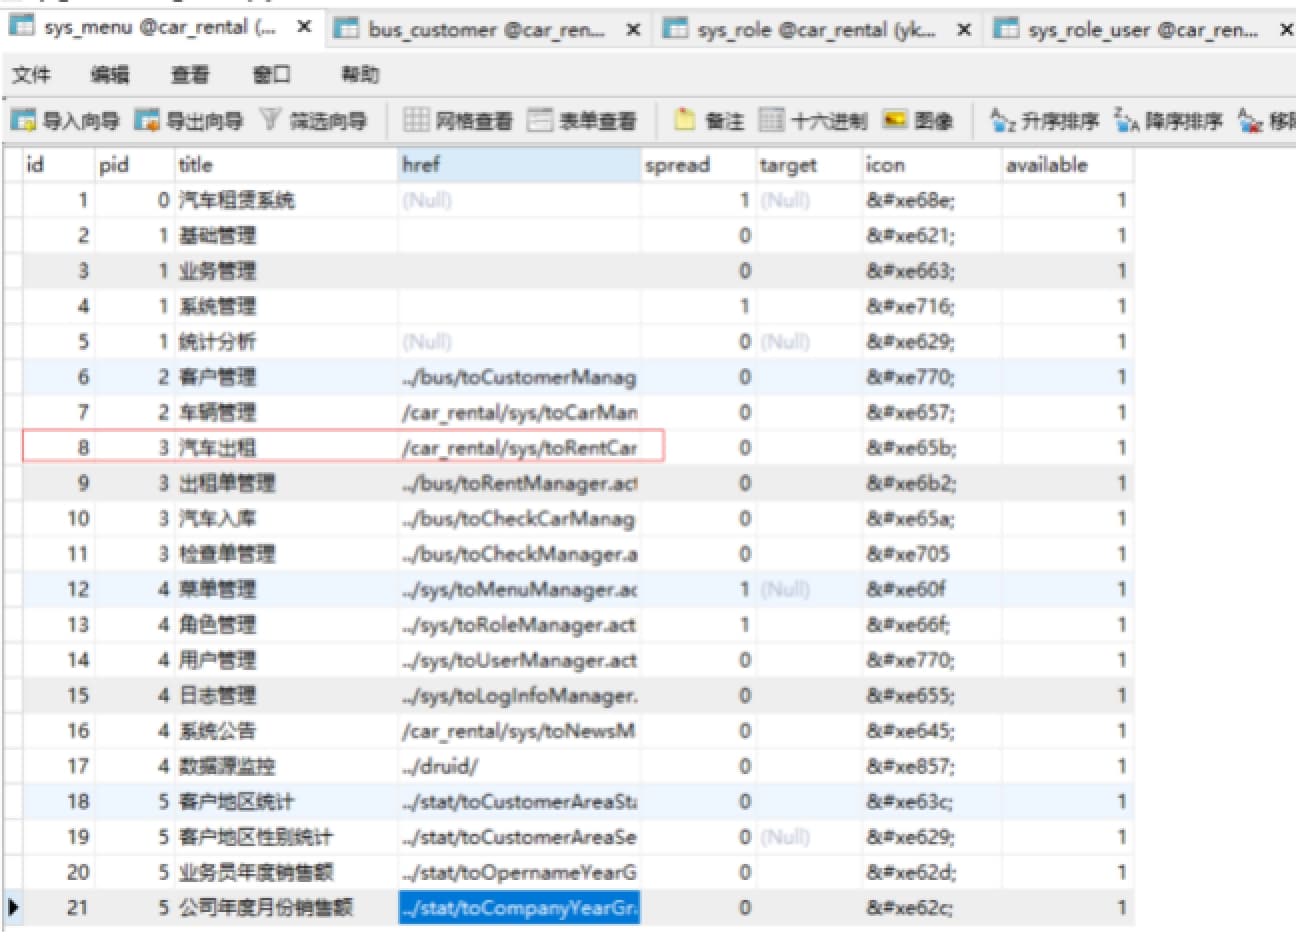 sys_menu @car_rental (... × bus_customer @car_ren... × sys_role @car_rental (yk... × sys_role_user @car_ren... ×
文件 编辑 查看 窗口 帮助
导入向导 导出向导 筛选向导 网格查看 表单查看 备注 十六进制 图像 升序排序 降序排序 移除
id pid title href spread target icon available
1 0 汽车租赁系统 (Null) 1 (Null) &#xe68e; 1
2 1 基础管理 0 &#xe621; 1
3 1 业务管理 0 &#xe663; 1
4 1 系统管理 1 &#xe716; 1
5 1 统计分析 (Null) 0 (Null) &#xe629; 1
6 2 客户管理 ../bus/toCustomerManag 0 &#xe770; 1
7 2 车辆管理 /car_rental/sys/toCarMan 0 &#xe657; 1
8 3 汽车出租 /car_rental/sys/toRentCar 0 &#xe65b; 1
9 3 出租单管理 ../bus/toRentManager.act 0 &#xe6b2; 1
10 3 汽车入库 ../bus/toCheckCarManag 0 &#xe65a; 1
11 3 检查单管理 ../bus/toCheckManager.a 0 &#xe705 1
12 4 菜单管理 ../sys/toMenuManager.ac 1 (Null) &#xe60f 1
13 4 角色管理 ../sys/toRoleManager.act 1 &#xe66f; 1
14 4 用户管理 ../sys/toUserManager.act 0 &#xe770; 1
15 4 日志管理 ../sys/toLogInfoManager. 0 &#xe655; 1
16 4 系统公告 /car_rental/sys/toNewsM 0 &#xe645; 1
17 4 数据源监控 ../druid/ 0 &#xe857; 1
18 5 客户地区统计 ../stat/toCustomerAreaSta 0 &#xe63c; 1
19 5 客户地区性别统计 ../stat/toCustomerAreaSe 0 (Null) &#xe629; 1
20 5 业务员年度销售额 ../stat/toOpernameYearG 0 &#xe62d; 1
21 5 公司年度月份销售额 ../stat/toCompanyYearGra 0 &#xe62c; 1